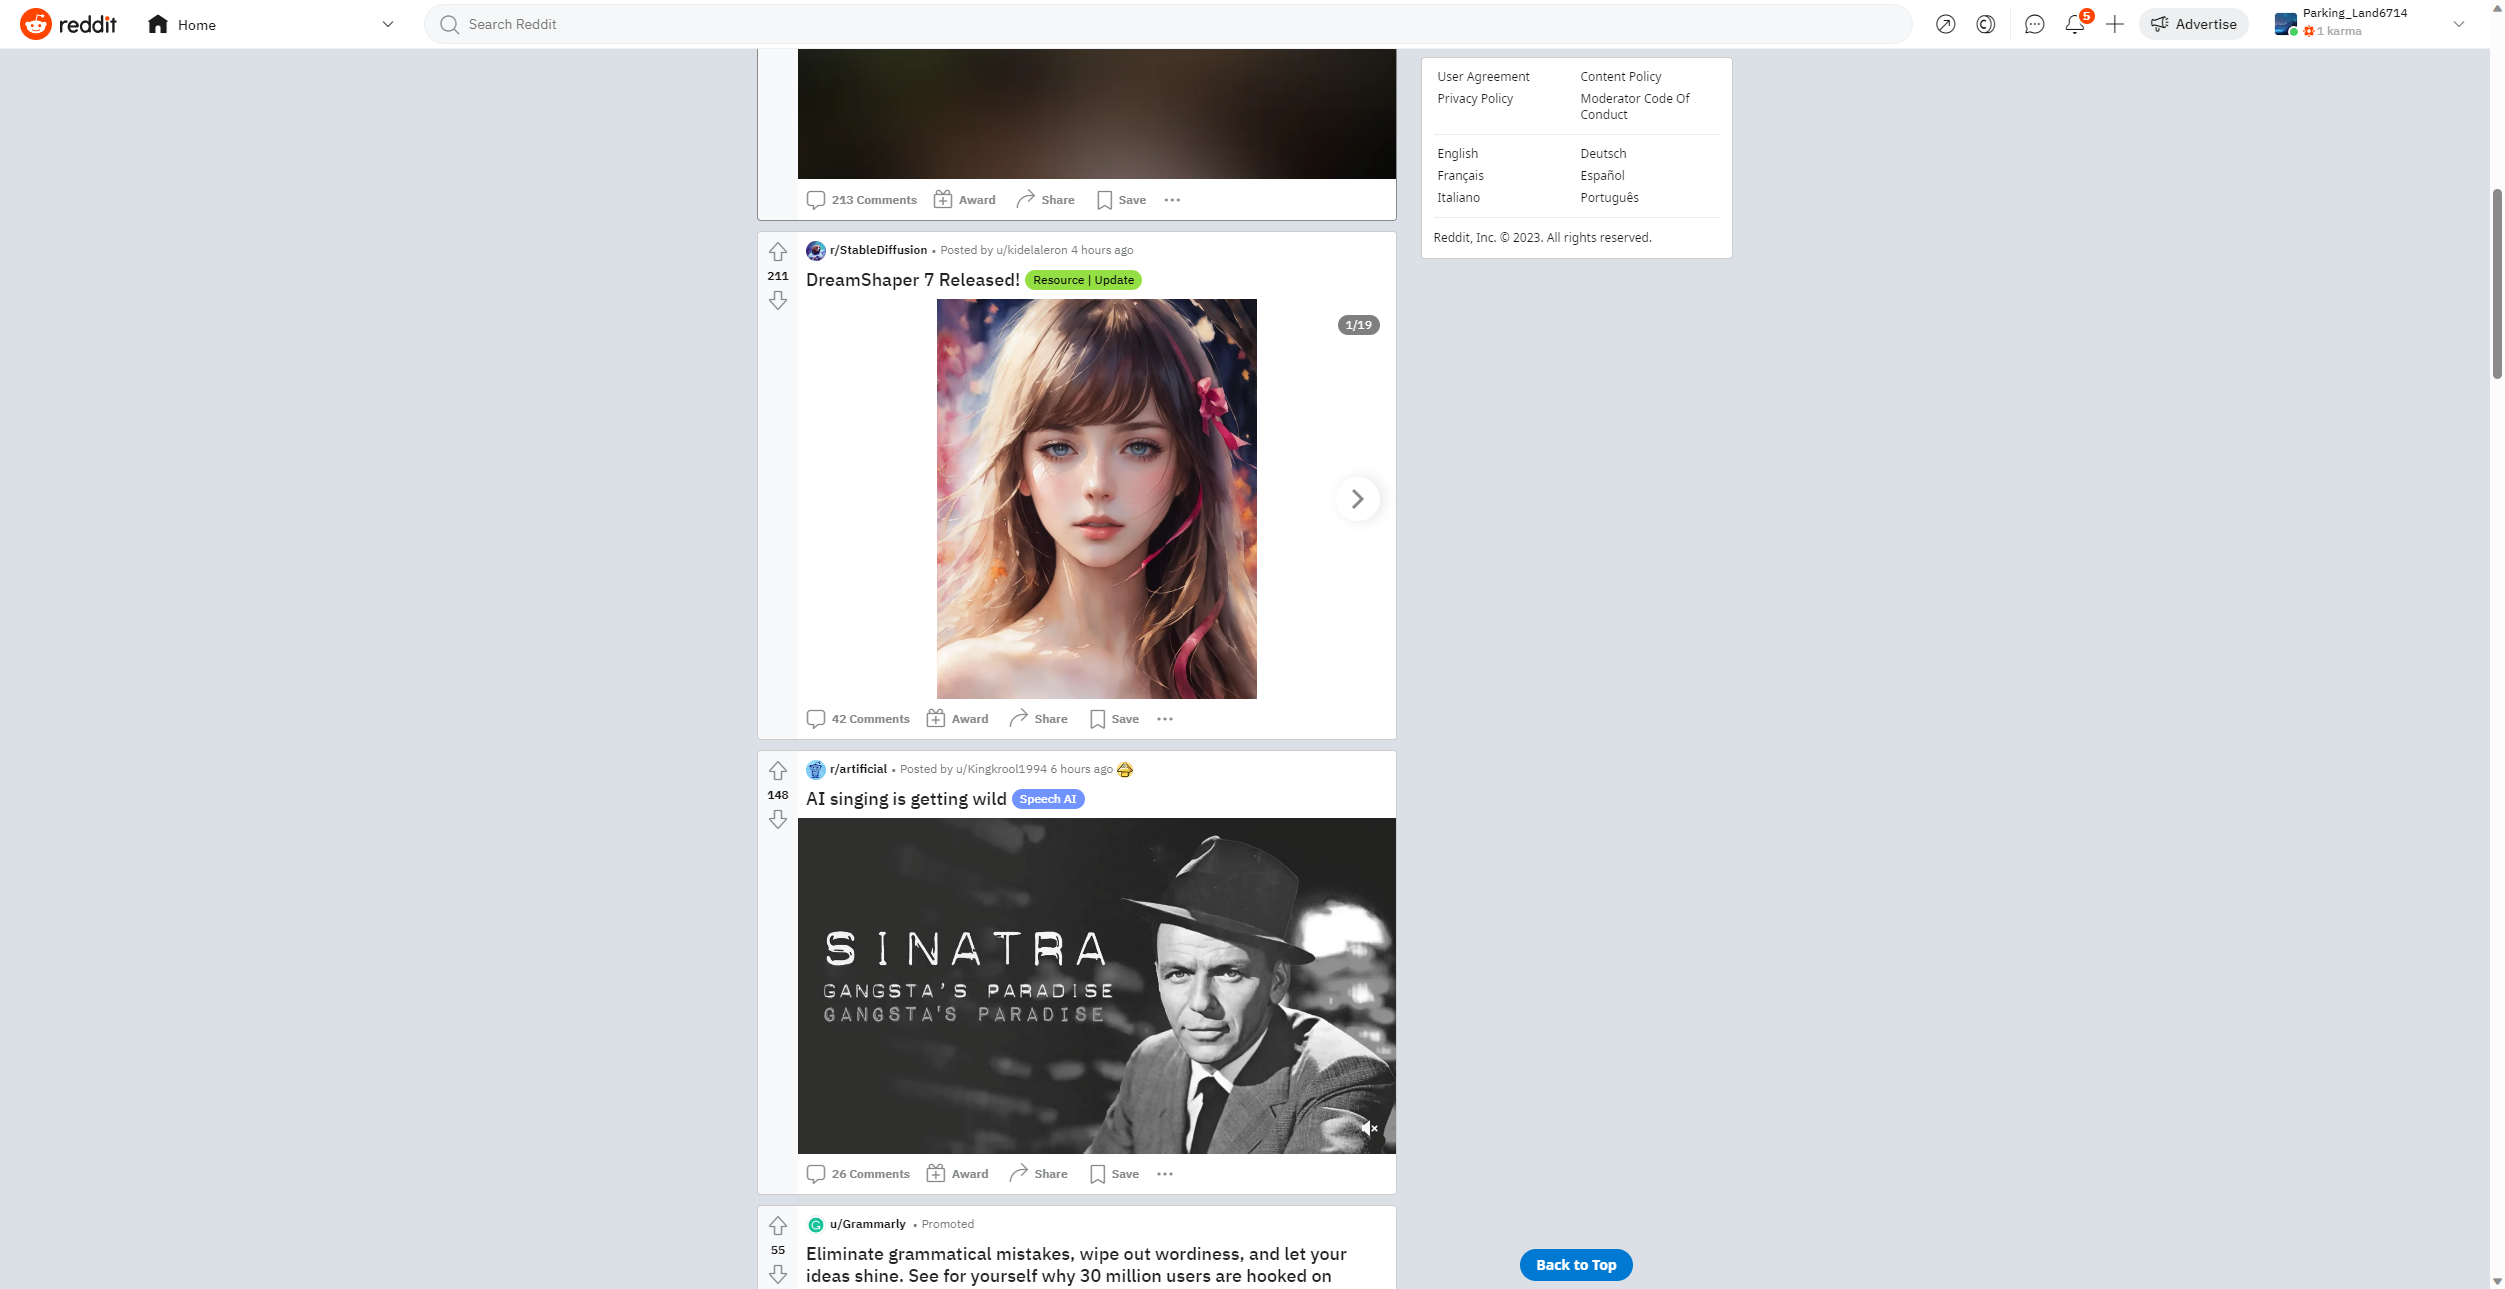 reddit
Home
Search Reddit
5
Advertise
Parking_Land6714
1 karma
213 Comments
Award
Share
Save
User Agreement
Content Policy
Privacy Policy
Moderator Code Of
Conduct
English
Deutsch
Français
Español
Italiano
Português
Reddit, Inc. © 2023. All rights reserved.
211
r/StableDiffusion • Posted by u/kidelaleron 4 hours ago
DreamShaper 7 Released! Resource | Update
1/19
42 Comments
Award
Share
Save
148
r/artificial • Posted by u/Kingkrool1994 6 hours ago
AI singing is getting wild Speech AI
SINATRA
GANGSTA'S PARADISE
GANGSTA'S PARADISE
26 Comments
Award
Share
Save
55
u/Grammarly • Promoted
Eliminate grammatical mistakes, wipe out wordiness, and let your
ideas shine. See for yourself why 30 million users are hooked on
Back to Top